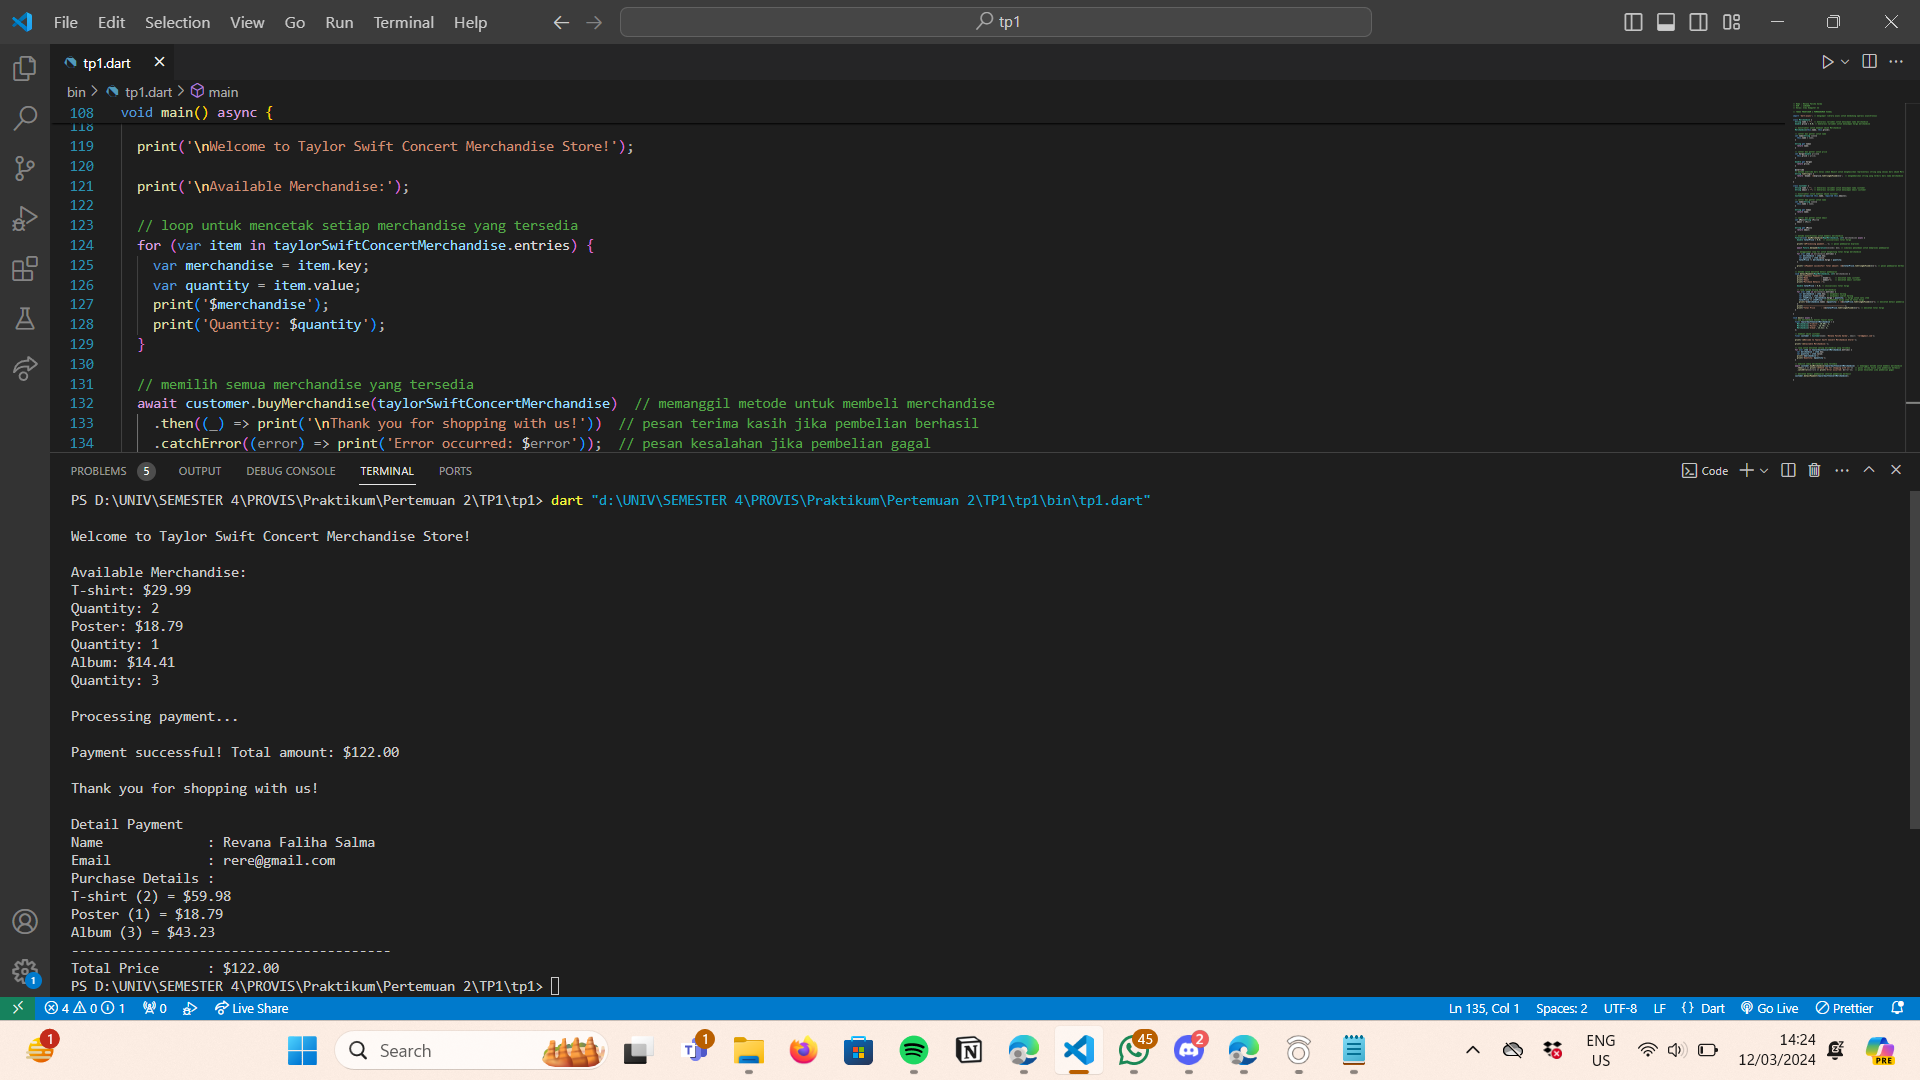 File Edit Selection View Go Run Terminal Help
tp1
tp1.dart
bin > tp1.dart > main
108 void main() async {
118
119 print('\nWelcome to Taylor Swift Concert Merchandise Store!');
120
121 print('\nAvailable Merchandise:');
122
123 // loop untuk mencetak setiap merchandise yang tersedia
124 for (var item in taylorSwiftConcertMerchandise.entries) {
125 var merchandise = item.key;
126 var quantity = item.value;
127 print('$merchandise');
128 print('Quantity: $quantity');
129 }
130
131 // memilih semua merchandise yang tersedia
132 await customer.buyMerchandise(taylorSwiftConcertMerchandise) // memanggil metode untuk membeli merchandise
133 .then((_) => print('\nThank you for shopping with us!')) // pesan terima kasih jika pembelian berhasil
134 .catchError((error) => print('Error occurred: $error')); // pesan kesalahan jika pembelian gagal
PROBLEMS 5 OUTPUT DEBUG CONSOLE TERMINAL PORTS
Code
PS D:\UNIV\SEMESTER 4\PROVIS\Praktikum\Pertemuan 2\TP1\tp1> dart "d:\UNIV\SEMESTER 4\PROVIS\Praktikum\Pertemuan 2\TP1\tp1\bin\tp1.dart"
Welcome to Taylor Swift Concert Merchandise Store!
Available Merchandise:
T-shirt: $29.99
Quantity: 2
Poster: $18.79
Quantity: 1
Album: $14.41
Quantity: 3
Processing payment...
Payment successful! Total amount: $122.00
Thank you for shopping with us!
Detail Payment
Name : Revana Faliha Salma
Email : rere@gmail.com
Purchase Details :
T-shirt (2) = $59.98
Poster (1) = $18.79
Album (3) = $43.23
----------------------------------------
Total Price : $122.00
PS D:\UNIV\SEMESTER 4\PROVIS\Praktikum\Pertemuan 2\TP1\tp1>
1
4 0 1 0 Live Share
Ln 135, Col 1 Spaces: 2 UTF-8 LF {} Dart Go Live Prettier
1
Search
1
45
2
ENG
US
14:24
12/03/2024
PRE